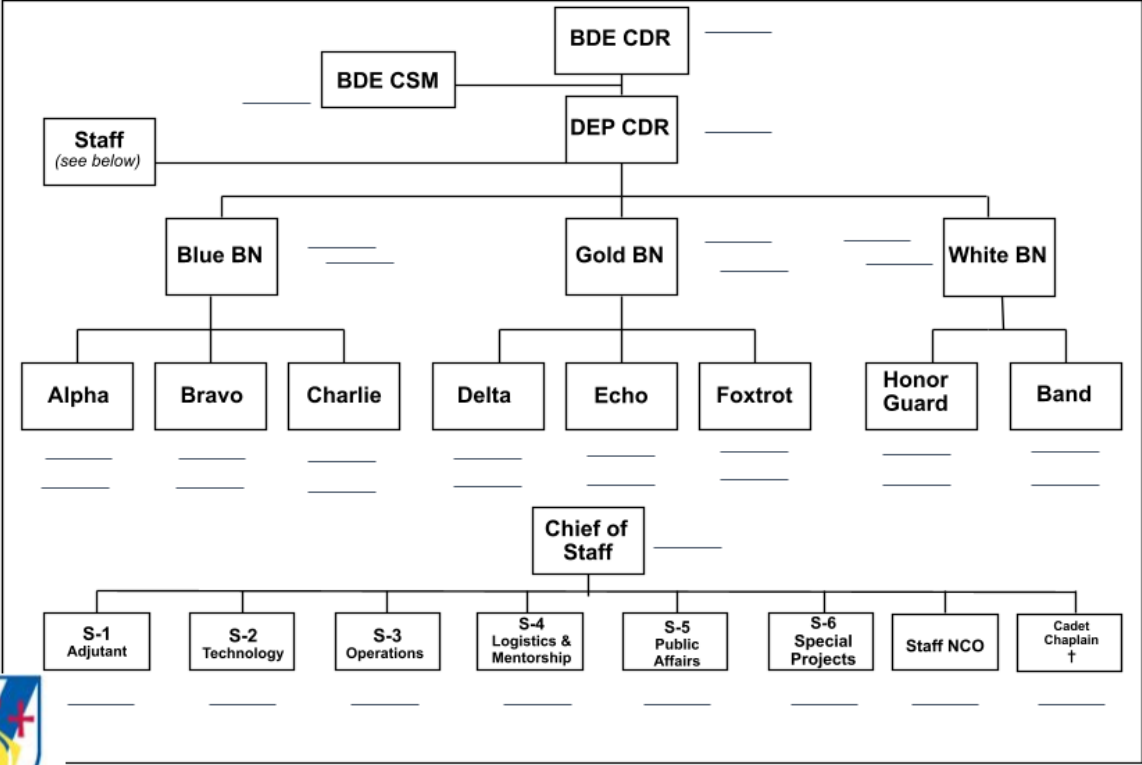 BDE CDR
BDE CSM
DEP CDR
Staff
(see below)
Blue BN
Gold BN
White BN
Alpha
Bravo
Charlie
Delta
Echo
Foxtrot
Honor
Guard
Band
Chief of
Staff
S-1
Adjutant
S-2
Technology
S-3
Operations
S-4
Logistics &
Mentorship
S-5
Public
Affairs
S-6
Special
Projects
Staff NCO
Cadet
Chaplain
†